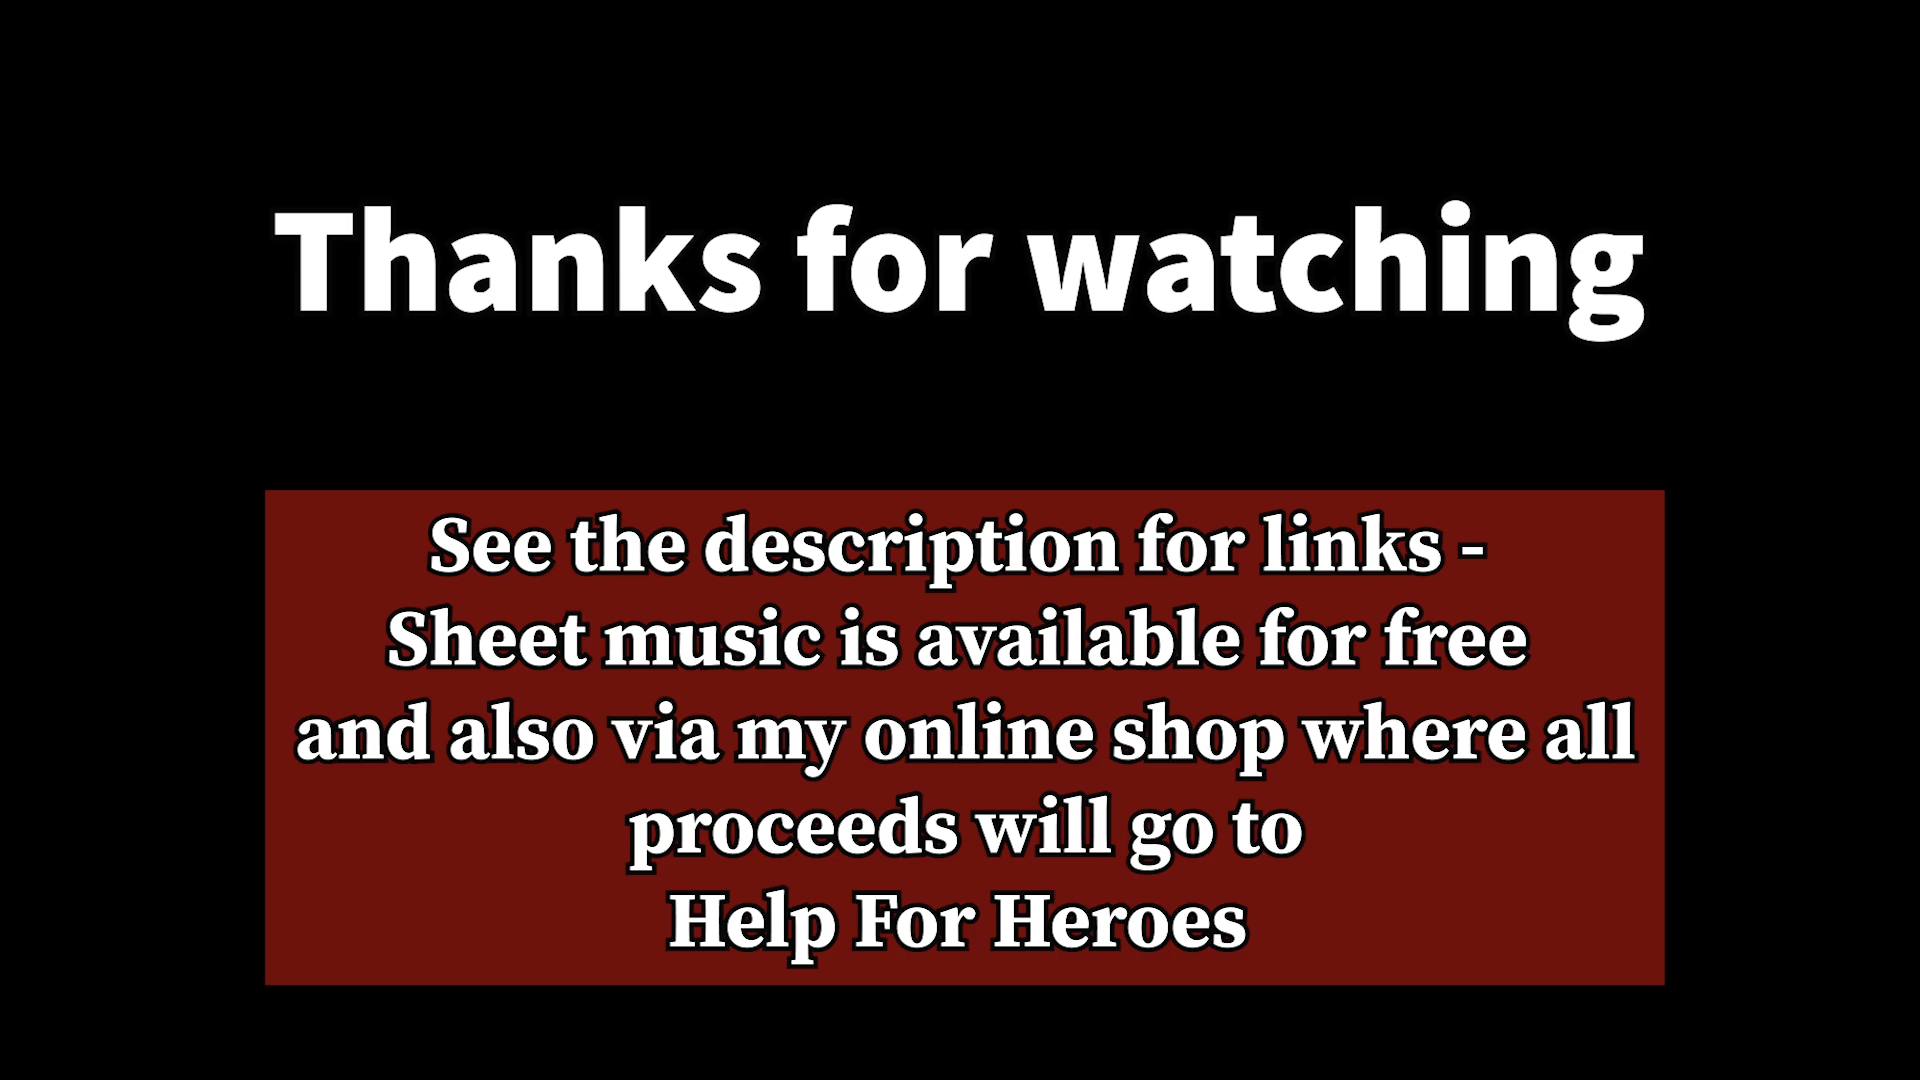 Thanks for watching
See the description for links -
Sheet music is available for free
and also via my online shop where all
proceeds will go to
Help For Heroes